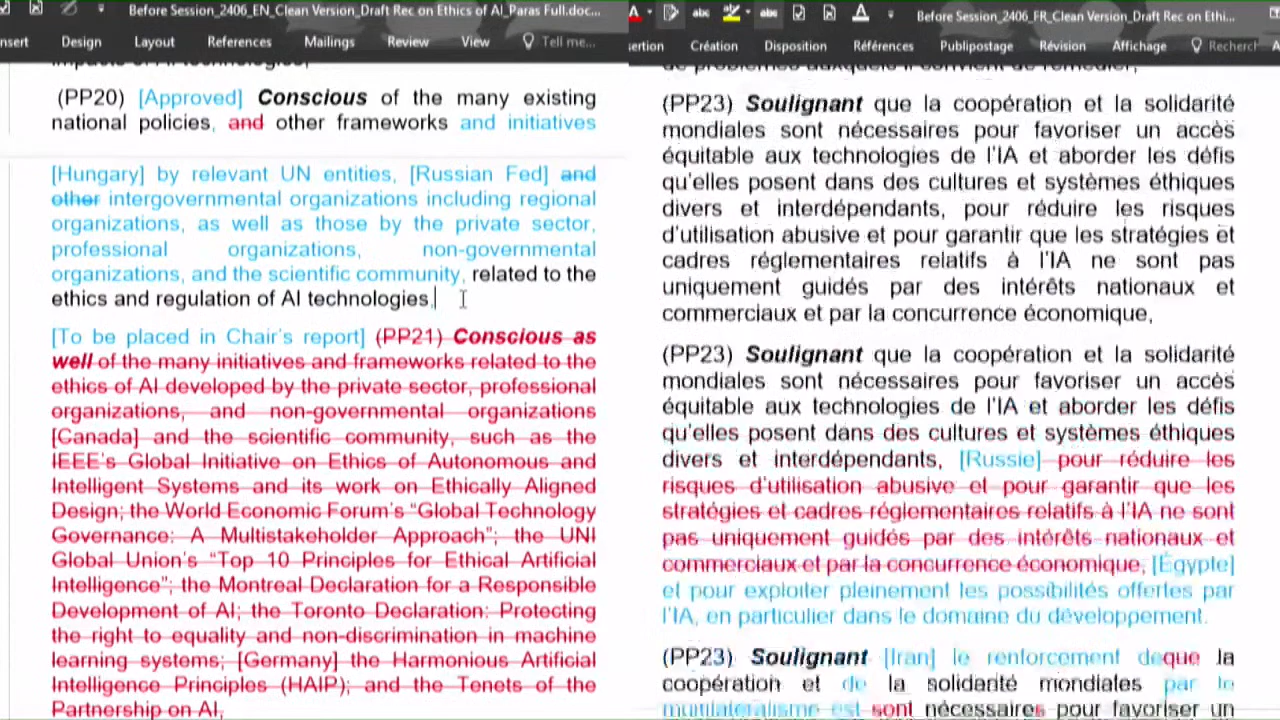 Before Session_2406_EN_Clean Version_Draft Rec on Ethics of AI_Paras Full.doc...
nsert Design Layout References Mailings Review View Tell me...
impacts of AI technologies,
(PP20) [Approved] Conscious of the many existing
national policies, and other frameworks and initiatives
[Hungary] by relevant UN entities, [Russian Fed] and
other intergovernmental organizations including regional
organizations, as well as those by the private sector,
professional organizations, non-governmental
organizations, and the scientific community, related to the
ethics and regulation of AI technologies,
[To be placed in Chair's report] (PP21) Conscious as
well of the many initiatives and frameworks related to the
ethics of AI developed by the private sector, professional
organizations, and non-governmental organizations
[Canada] and the scientific community, such as the
IEEE's Global Initiative on Ethics of Autonomous and
Intelligent Systems and its work on Ethically Aligned
Design; the World Economic Forum's “Global Technology
Governance: A Multistakeholder Approach”; the UNI
Global Union's “Top 10 Principles for Ethical Artificial
Intelligence”; the Montreal Declaration for a Responsible
Development of AI; the Toronto Declaration: Protecting
the right to equality and non-discrimination in machine
learning systems; [Germany] the Harmonious Artificial
Intelligence Principles (HAIP); and the Tenets of the
Partnership on AI,
Before Session_2406_FR_Clean Version_Draft Rec on Ethi...
sertion Création Disposition Références Publipostage Révision Affichage Recherch
de problèmes auxquels il convient de remédier,
(PP23) Soulignant que la coopération et la solidarité
mondiales sont nécessaires pour favoriser un accès
équitable aux technologies de l'IA et aborder les défis
qu'elles posent dans des cultures et systèmes éthiques
divers et interdépendants, pour réduire les risques
d'utilisation abusive et pour garantir que les stratégies et
cadres réglementaires relatifs à l'IA ne sont pas
uniquement guidés par des intérêts nationaux et
commerciaux et par la concurrence économique,
(PP23) Soulignant que la coopération et la solidarité
mondiales sont nécessaires pour favoriser un accès
équitable aux technologies de l'IA et aborder les défis
qu'elles posent dans des cultures et systèmes éthiques
divers et interdépendants, [Russie] pour réduire les
risques d'utilisation abusive et pour garantir que les
stratégies et cadres réglementaires relatifs à l'IA ne sont
pas uniquement guidés par des intérêts nationaux et
commerciaux et par la concurrence économique, [Égypte]
et pour exploiter pleinement les possibilités offertes par
l'IA, en particulier dans le domaine du développement.
(PP23) Soulignant [Iran] le renforcement deque la
coopération et de la solidarité mondiales par le
multilatéralisme est sont nécessaires pour favoriser un